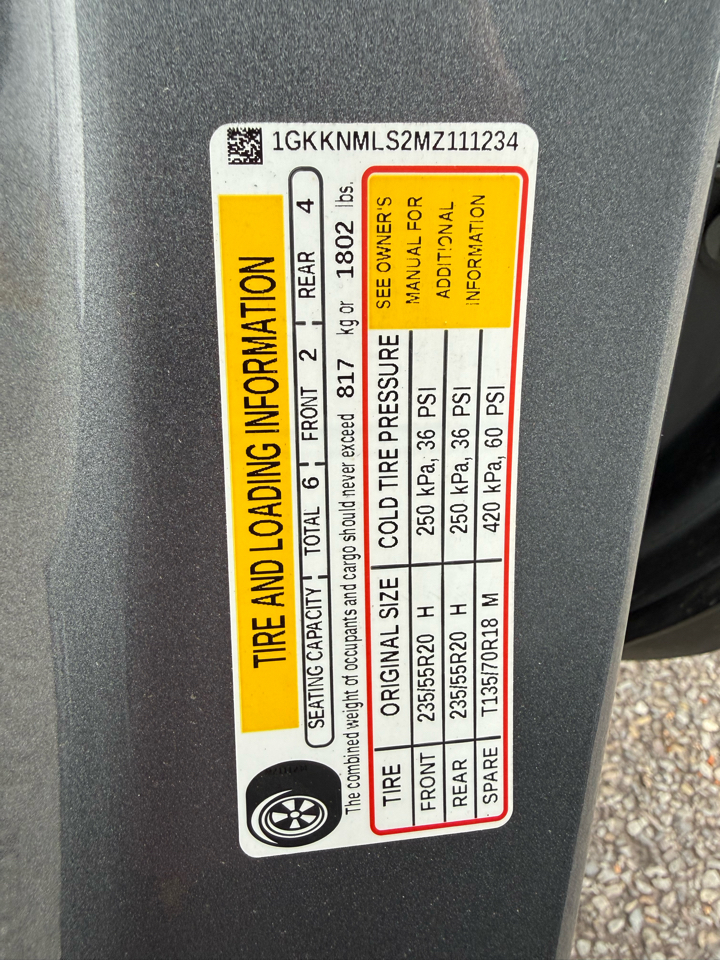 1GKKNMLS2MZ111234
TIRE AND LOADING INFORMATION
SEATING CAPACITY TOTAL 6 FRONT 2 REAR 4
The combined weight of occupants and cargo should never exceed 817 kg or 1802 lbs.
TIRE ORIGINAL SIZE COLD TIRE PRESSURE
FRONT 235/55R20 H 250 kPa, 36 PSI
REAR 235/55R20 H 250 kPa, 36 PSI
SPARE T135/70R18 M 420 kPa, 60 PSI
SEE OWNER'S
MANUAL FOR
ADDITIONAL
INFORMATION